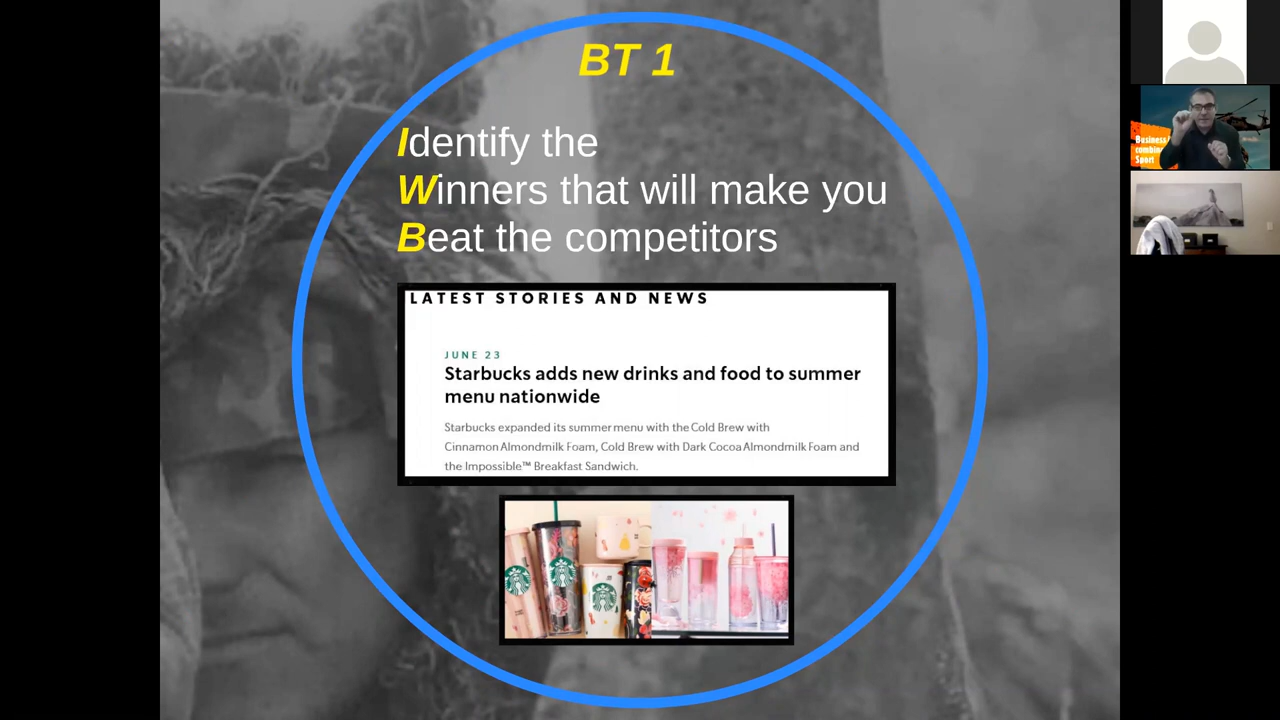 BT 1
Identify the
Winners that will make you
Beat the competitors
LATEST STORIES AND NEWS
JUNE 23
Starbucks adds new drinks and food to summer
menu nationwide
Starbucks expanded its summer menu with the Cold Brew with
Cinnamon Almondmilk Foam, Cold Brew with Dark Cocoa Almondmilk Foam and
the Impossible™ Breakfast Sandwich.
Business
Sport